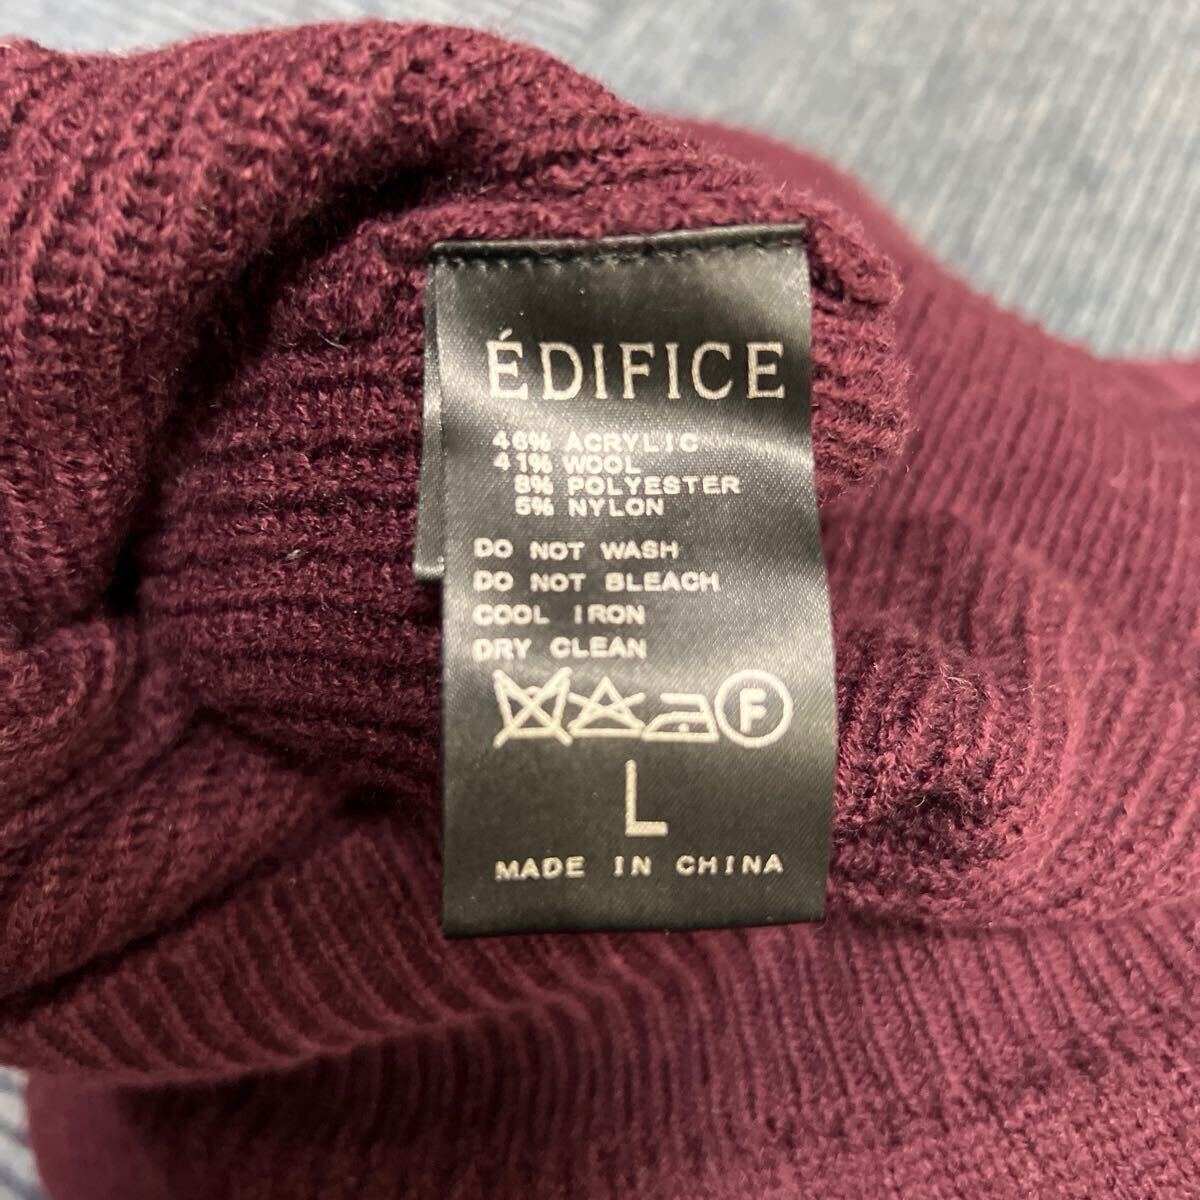 ÉDIFICE
46% ACRYLIC
41% WOOL
8% POLYESTER
5% NYLON
DO NOT WASH
DO NOT BLEACH
COOL IRON
DRY CLEAN
F
L
MADE IN CHINA